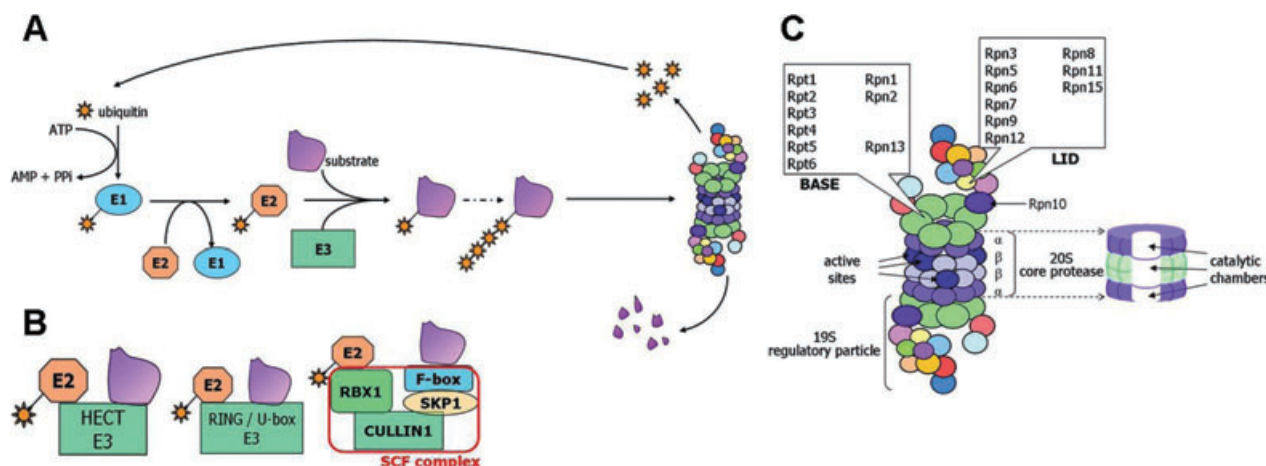 A
ubiquitin
ATP
AMP + PPi
E1
E2
E1
E2
substrate
E3
B
E2
HECT
E3
E2
RING / U-box
E3
E2
RBX1
F-box
SKP1
CULLIN1
SCF complex
C
Rpt1 Rpn1
Rpt2 Rpn2
Rpt3
Rpt4
Rpt5 Rpn13
Rpt6
BASE
Rpn3 Rpn8
Rpn5 Rpn11
Rpn6 Rpn15
Rpn7
Rpn9
Rpn12
LID
Rpn10
active
sites
α
β
β
α
20S
core protease
catalytic
chambers
19S
regulatory particle